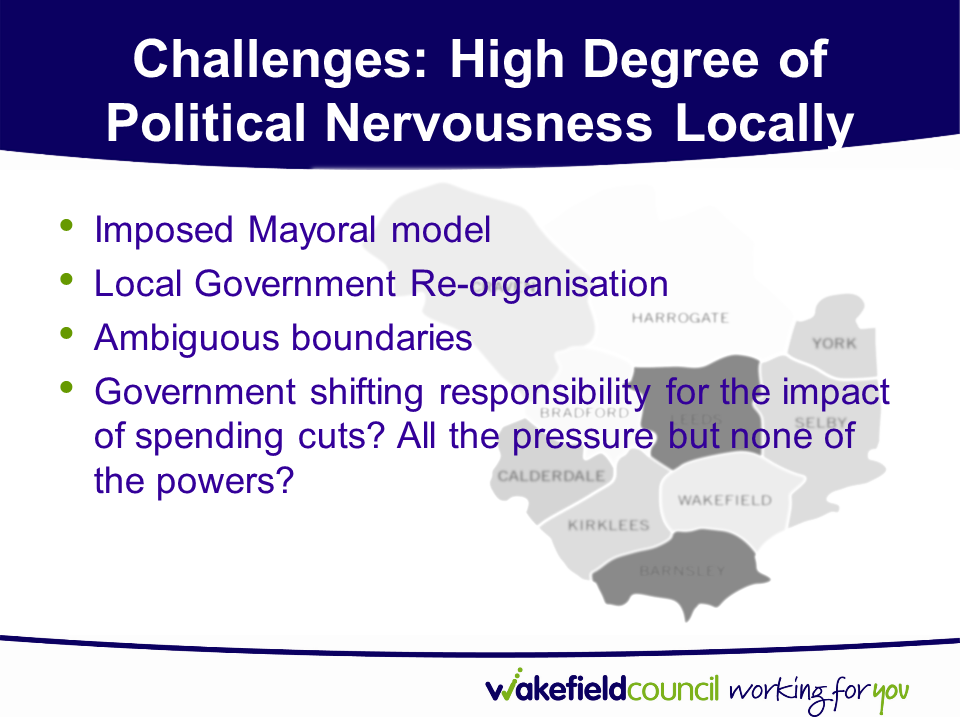 Challenges: High Degree of
Political Nervousness Locally
• Imposed Mayoral model
• Local Government Re-organisation
• Ambiguous boundaries
• Government shifting responsibility for the impact
of spending cuts? All the pressure but none of
the powers?
HARROGATE
YORK
BRADFORD
LEEDS
SELBY
CALDERDALE
WAKEFIELD
KIRKLEES
BARNSLEY
wakefieldcouncil working for you